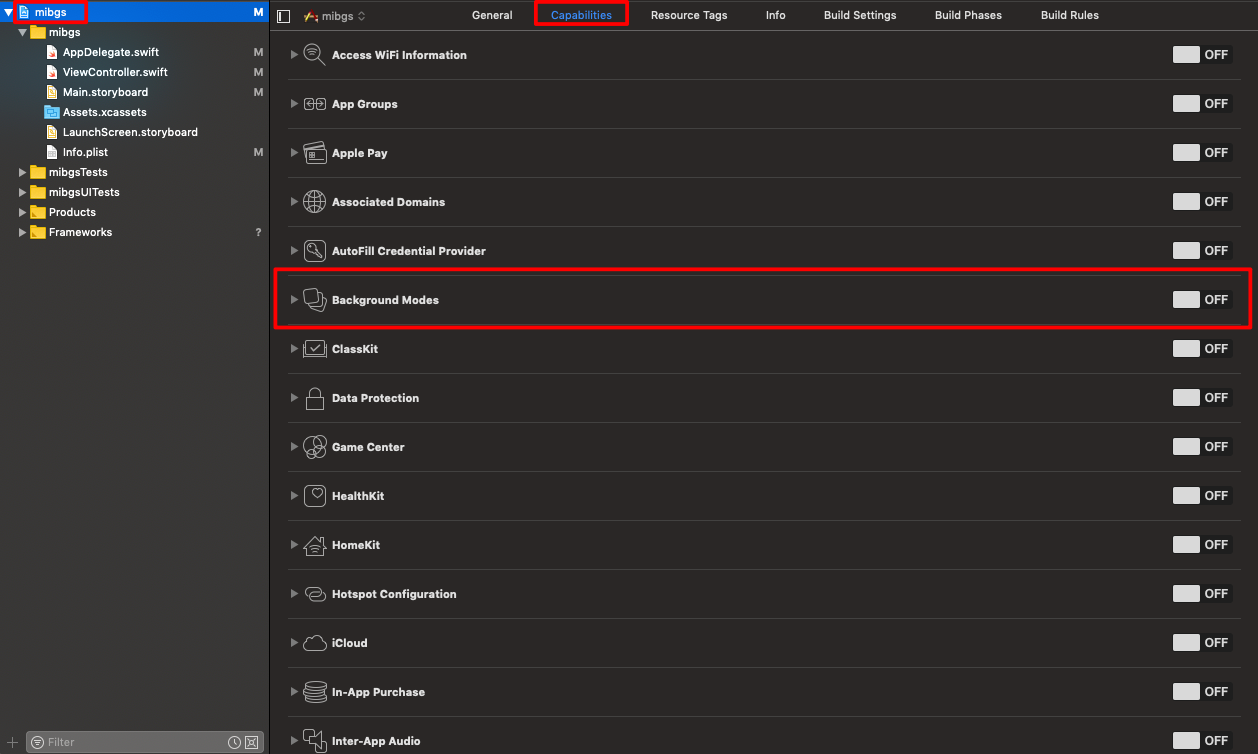 mibgs M
mibgs
AppDelegate.swift M
ViewController.swift M
Main.storyboard M
Assets.xcassets
LaunchScreen.storyboard
Info.plist M
mibgsTests
mibgsUITests
Products
Frameworks ?
Filter
mibgs
General Capabilities Resource Tags Info Build Settings Build Phases Build Rules
Access WiFi Information OFF
App Groups OFF
Apple Pay OFF
Associated Domains OFF
AutoFill Credential Provider OFF
Background Modes OFF
ClassKit OFF
Data Protection OFF
Game Center OFF
HealthKit OFF
HomeKit OFF
Hotspot Configuration OFF
iCloud OFF
In-App Purchase OFF
Inter-App Audio OFF